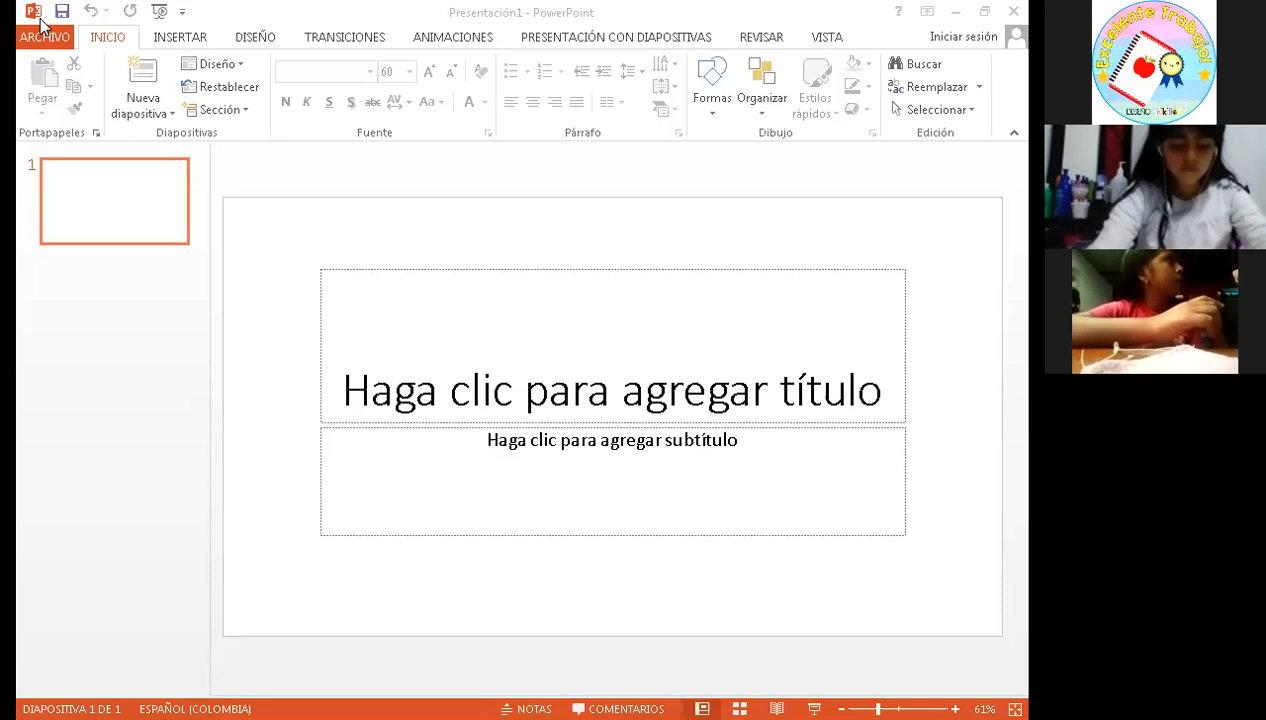 Presentación1 - PowerPoint
ARCHIVO INICIO INSERTAR DISEÑO TRANSICIONES ANIMACIONES PRESENTACIÓN CON DIAPOSITIVAS REVISAR VISTA Iniciar sesión
Pegar
Portapapeles
Nueva diapositiva
Diseño
Restablecer
Sección
Diapositivas
60
N K S S abc AV Aa A
Fuente
Párrafo
Formas
Organizar
Estilos rápidos
Dibujo
Buscar
Reemplazar
Seleccionar
Edición
1
Haga clic para agregar título
Haga clic para agregar subtítulo
DIAPOSITIVA 1 DE 1 ESPAÑOL (COLOMBIA) NOTAS COMENTARIOS 61%
Excelente Trabajo!